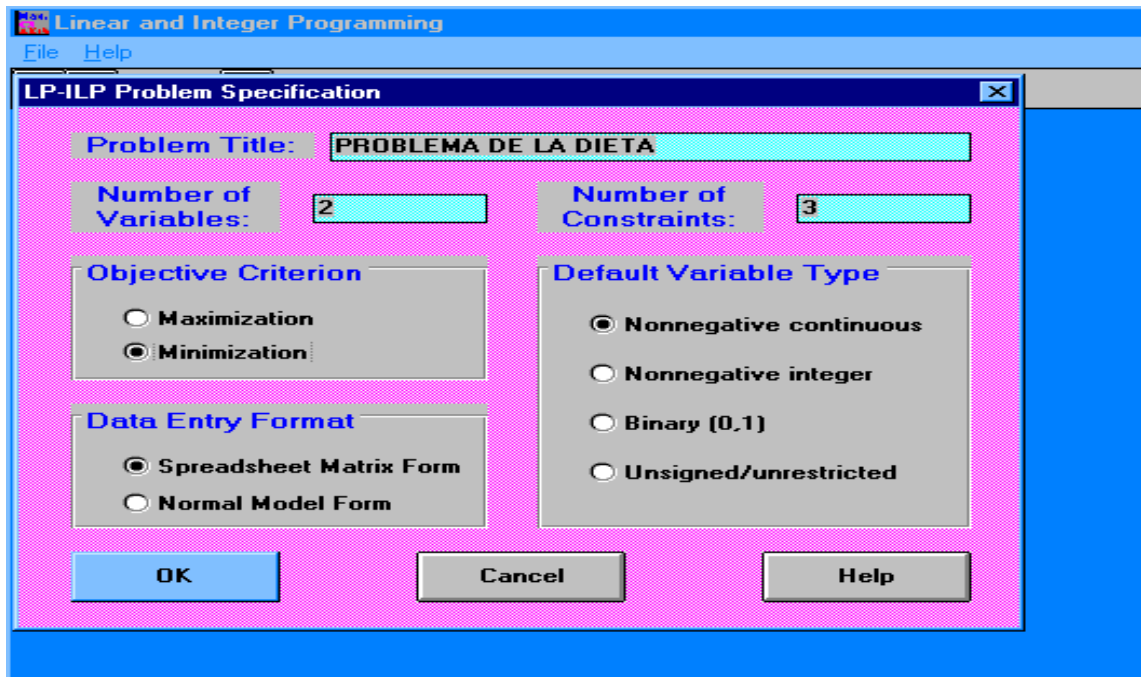 Linear and Integer Programming
File Help
LP-ILP Problem Specification
Problem Title: PROBLEMA DE LA DIETA
Number of Variables: 2
Number of Constraints: 3
Objective Criterion
Maximization
Minimization
Data Entry Format
Spreadsheet Matrix Form
Normal Model Form
Default Variable Type
Nonnegative continuous
Nonnegative integer
Binary (0,1)
Unsigned/unrestricted
OK
Cancel
Help